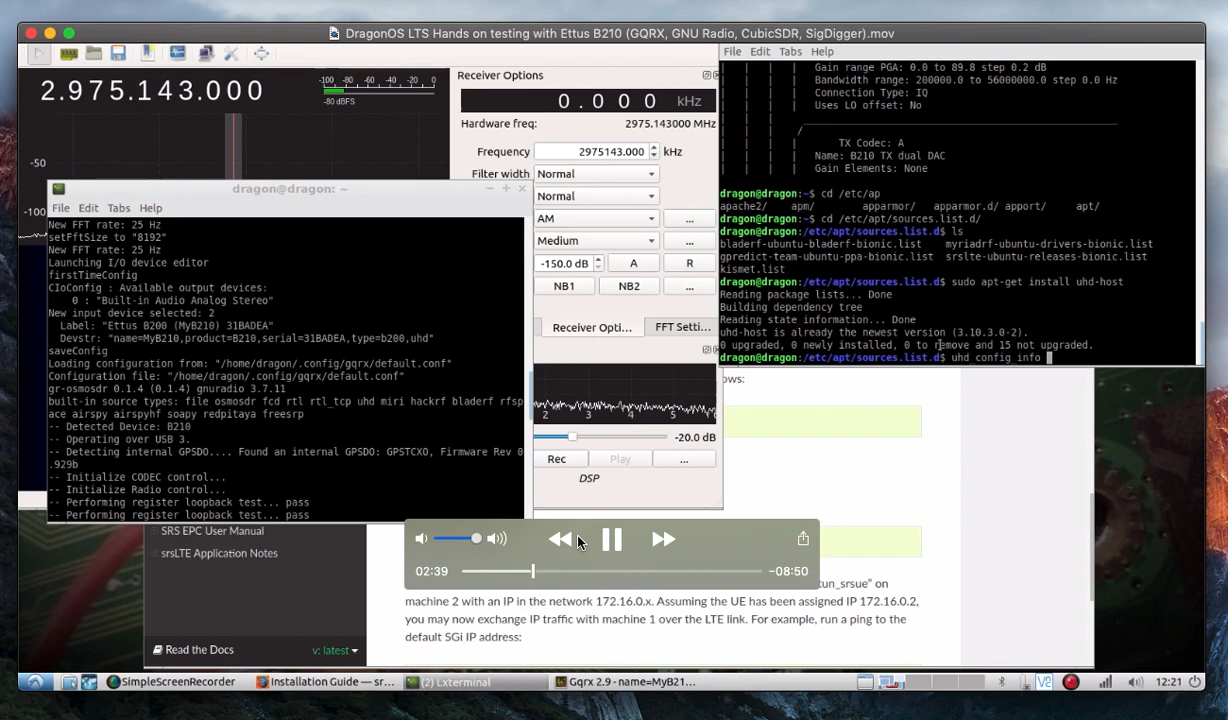 DragonOS LTS Hands on testing with Ettus B210 (GQRX, GNU Radio, CubicSDR, SigDigger).mov
2.975.143.000
-100 -80 -60 -40 -20 0
-80 dBFS
-50
-100
Receiver Options
0.000 kHz
Hardware freq: 2975.143000 MHz
Frequency 2975143.000 kHz
Filter width Normal
Normal
AM ...
Medium ...
-150.0 dB A R
NB1 NB2 ...
Receiver Opti... FFT Setti...
2 3 4 5
-20.0 dB
Rec Play ...
DSP
dragon@dragon: ~
File Edit Tabs Help
New FFT rate: 25 Hz
setFftSize to "8192"
New FFT rate: 25 Hz
Launching I/O device editor
firstTimeConfig
CIoConfig : Available output devices:
0 : "Built-in Audio Analog Stereo"
New input device selected: 2
Label: "Ettus B200 (MyB210) 31BADEA"
Devstr: "name=MyB210,product=B210,serial=31BADEA,type=b200,uhd"
saveConfig
Loading configuration from: "/home/dragon/.config/gqrx/default.conf"
Configuration file: "/home/dragon/.config/gqrx/default.conf"
gr-osmosdr 0.1.4 (0.1.4) gnuradio 3.7.11
built-in source types: file osmosdr fcd rtl rtl_tcp uhd miri hackrf bladerf rfsp
ace airspy airspyhf soapy redpitaya freesrp
-- Detected Device: B210
-- Operating over USB 3.
-- Detecting internal GPSDO.... Found an internal GPSDO: GPSTCXO, Firmware Rev 0
.929b
-- Initialize CODEC control...
-- Initialize Radio control...
-- Performing register loopback test... pass
-- Performing register loopback test... pass
File Edit Tabs Help
| | | | Gain range PGA: 0.0 to 89.8 step 0.2 dB
| | | | Bandwidth range: 200000.0 to 56000000.0 step 0.0 Hz
| | | | Connection Type: IQ
| | | | Uses LO offset: No
| | | _____________________________________________________
| | | /
| | | | TX Codec: A
| | | | Name: B210 TX dual DAC
| | | | Gain Elements: None
dragon@dragon:~$ cd /etc/ap
apache2/ apm/ apparmor/ apparmor.d/ apport/ apt/
dragon@dragon:~$ cd /etc/apt/sources.list.d/
dragon@dragon:/etc/apt/sources.list.d$ ls
bladerf-ubuntu-bladerf-bionic.list myriadrf-ubuntu-drivers-bionic.list
gpredict-team-ubuntu-ppa-bionic.list srslte-ubuntu-releases-bionic.list
kismet.list
dragon@dragon:/etc/apt/sources.list.d$ sudo apt-get install uhd-host
Reading package lists... Done
Building dependency tree
Reading state information... Done
uhd-host is already the newest version (3.10.3.0-2).
0 upgraded, 0 newly installed, 0 to remove and 15 not upgraded.
dragon@dragon:/etc/apt/sources.list.d$ uhd_config_info
ows:
SRS EPC User Manual
srsLTE Application Notes
Read the Docs v: latest
02:39 -08:50
tun_srsue” on
machine 2 with an IP in the network 172.16.0.x. Assuming the UE has been assigned IP 172.16.0.2,
you may now exchange IP traffic with machine 1 over the LTE link. For example, run a ping to the
default SGi IP address:
SimpleScreenRecorder Installation Guide — sr... (2) Lxterminal Gqrx 2.9 - name=MyB21... 12:21